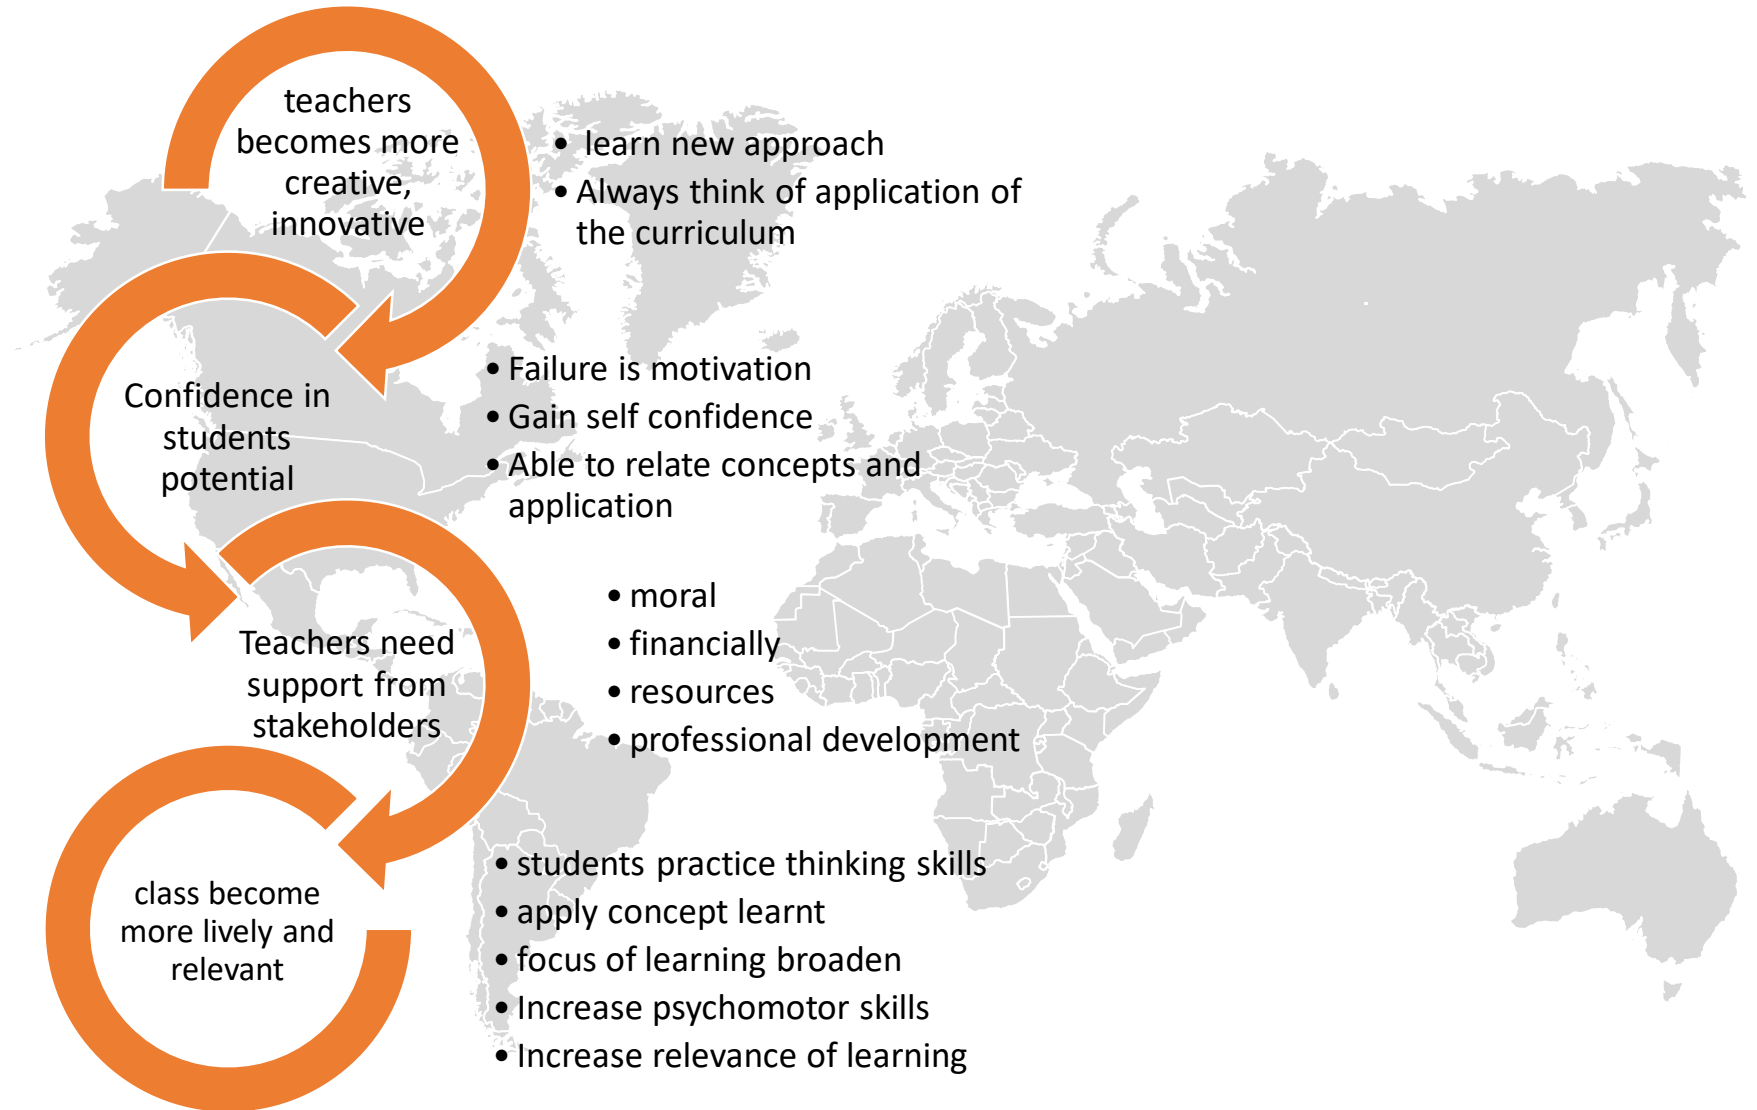 teachers
becomes more
creative,
innovative
• learn new approach
• Always think of application of
the curriculum
Confidence in
students
potential
• Failure is motivation
• Gain self confidence
• Able to relate concepts and
application
Teachers need
support from
stakeholders
• moral
• financially
• resources
• professional development
class become
more lively and
relevant
• students practice thinking skills
• apply concept learnt
• focus of learning broaden
• Increase psychomotor skills
• Increase relevance of learning